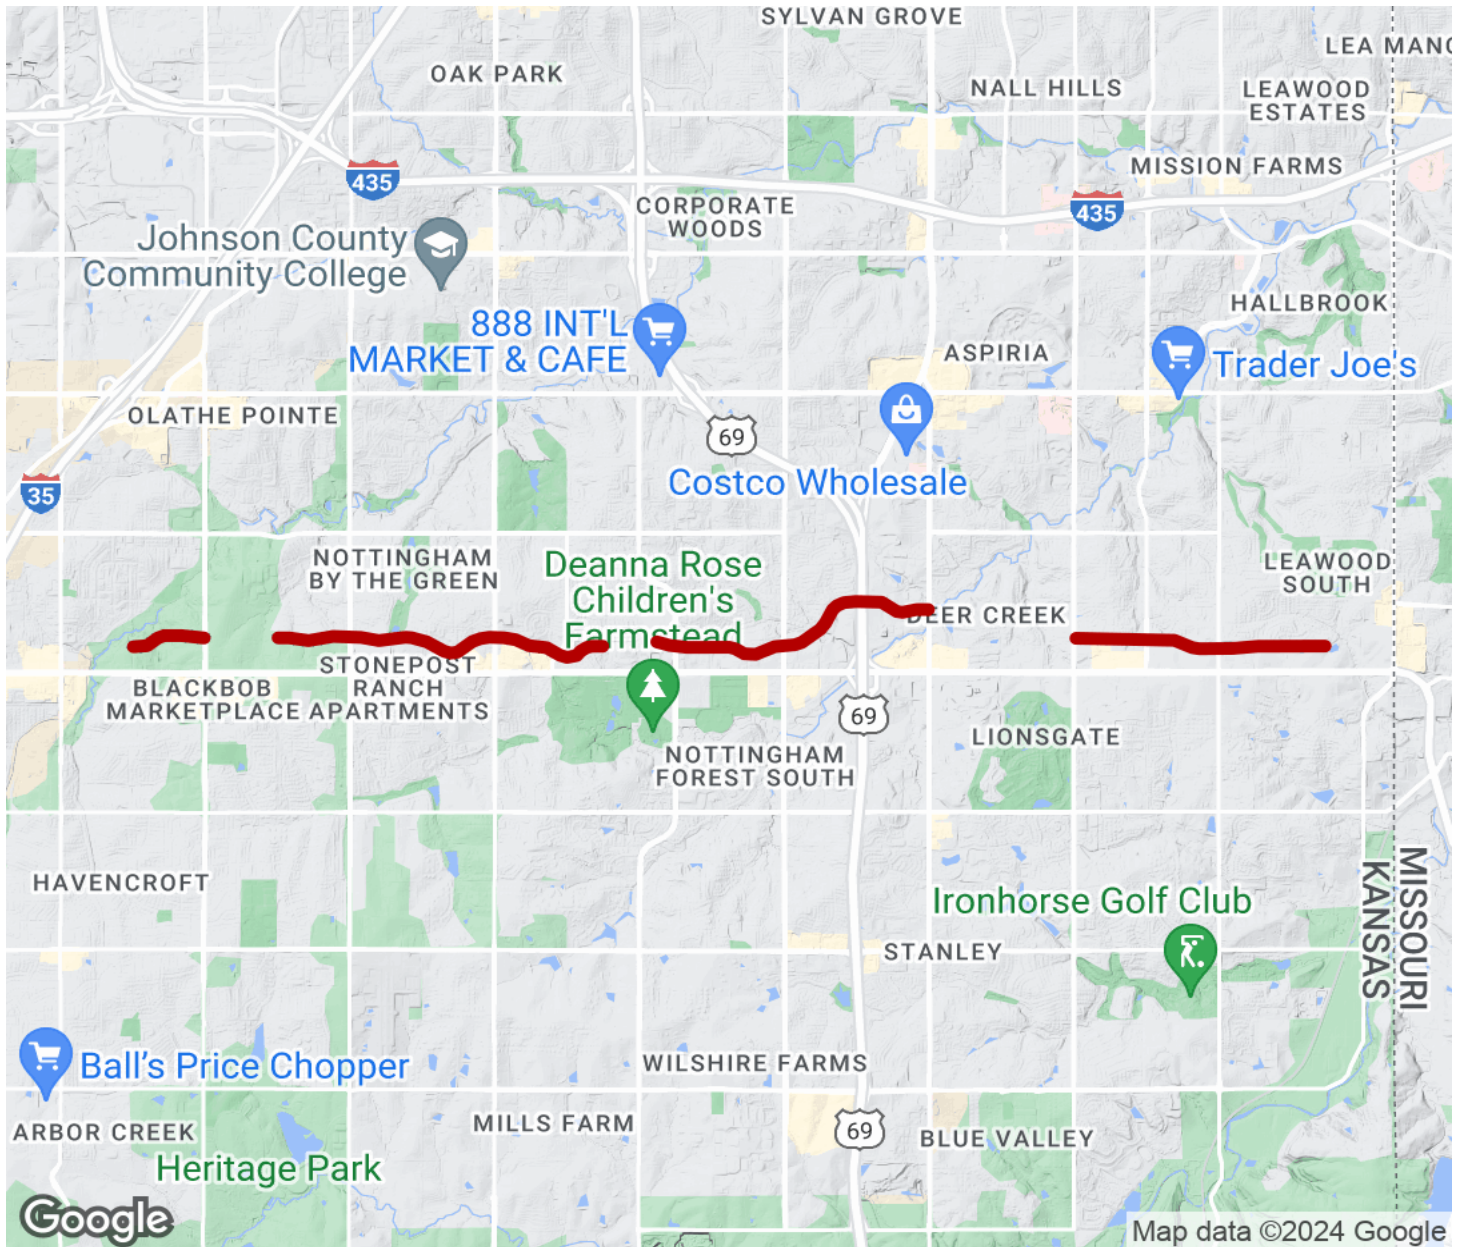 SYLVAN GROVE
LEA MANO
OAK PARK
NALL HILLS
LEAWOOD
ESTATES
MISSION FARMS
435
435
CORPORATE
WOODS
Johnson County
Community College
HALLBROOK
888 INT'L
MARKET & CAFE
ASPIRIA
Trader Joe's
OLATHE POINTE
69
35
Costco Wholesale
NOTTINGHAM
BY THE GREEN
Deanna Rose
Children's
Farmstead
LEAWOOD
SOUTH
DEER CREEK
STONEPOST
RANCH
APARTMENTS
BLACKBOB
MARKETPLACE
69
LIONSGATE
NOTTINGHAM
FOREST SOUTH
HAVENCROFT
MISSOURI
KANSAS
Ironhorse Golf Club
STANLEY
Ball's Price Chopper
WILSHIRE FARMS
ARBOR CREEK
MILLS FARM
69
BLUE VALLEY
Heritage Park
Google
Map data ©2024 Google